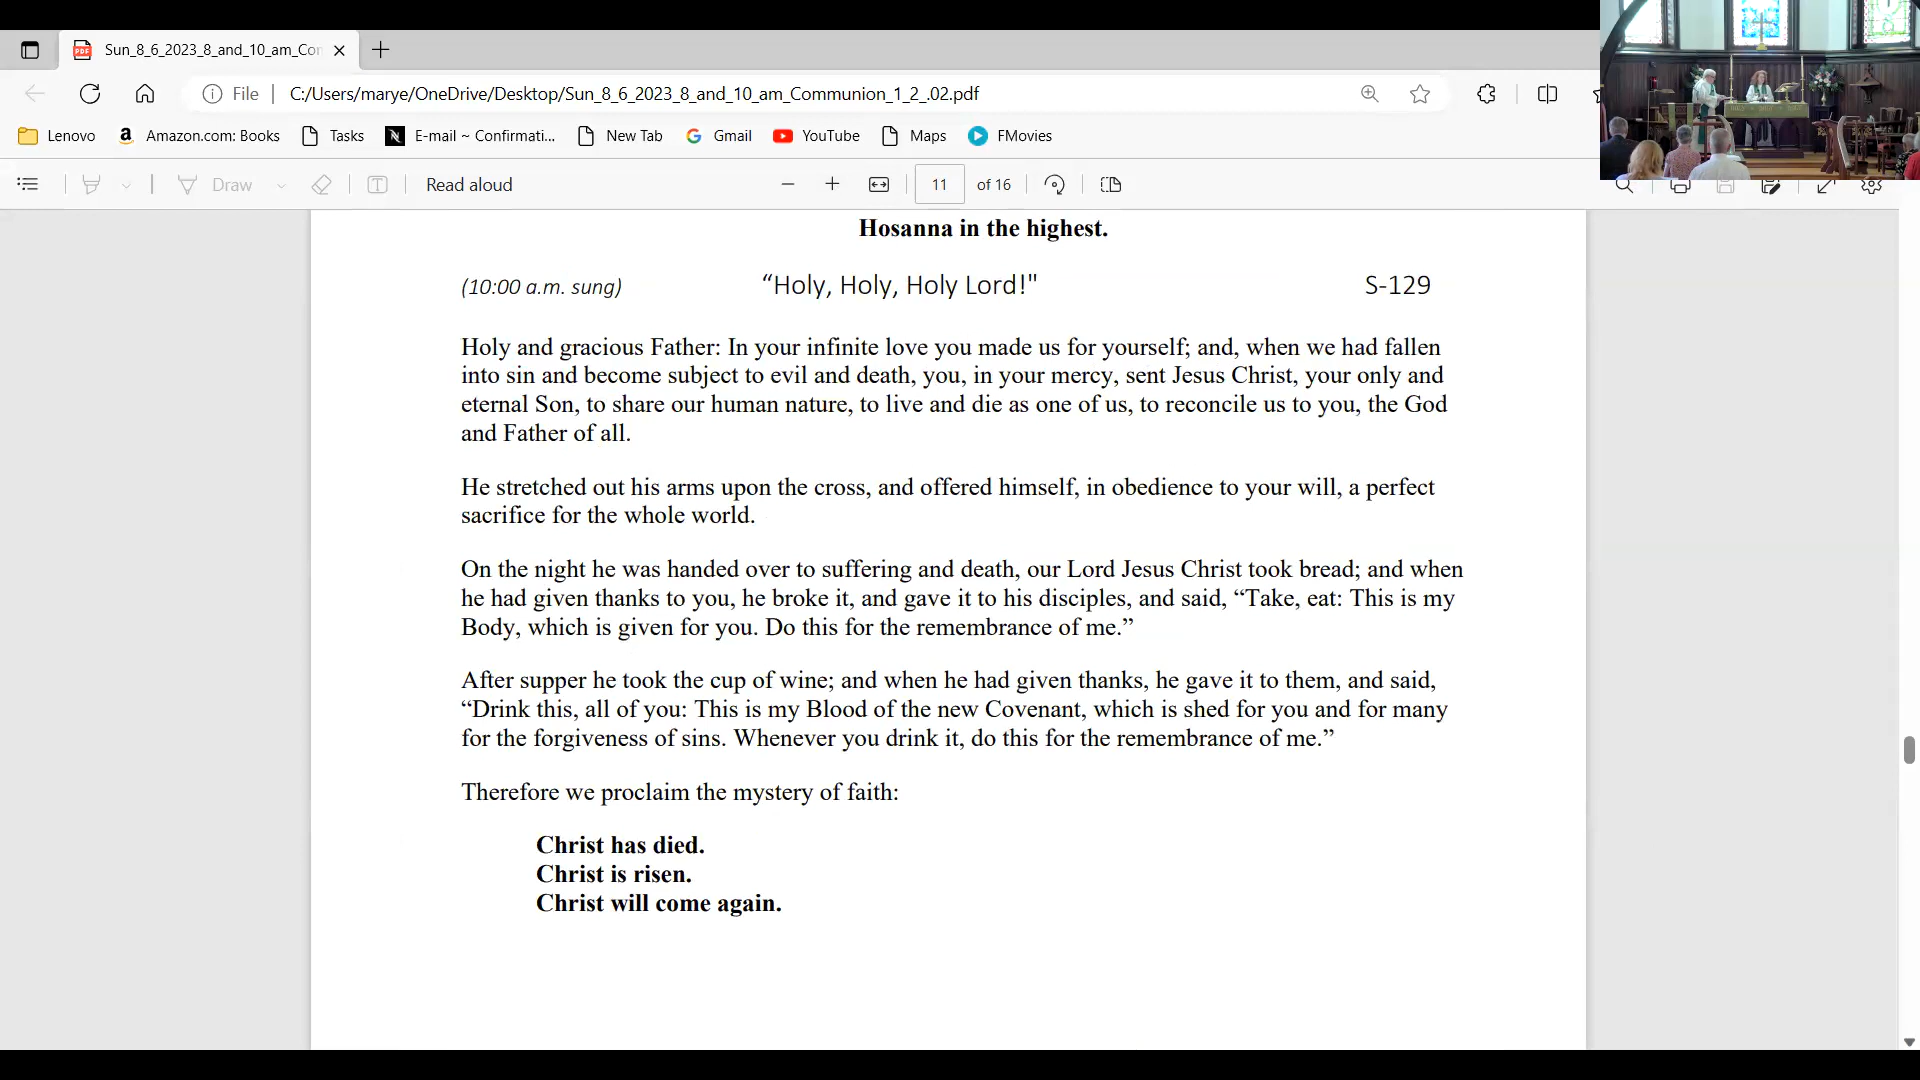 Sun_8_6_2023_8_and_10_am_Co
File
C:/Users/marye/OneDrive/Desktop/Sun_8_6_2023_8_and_10_am_Communion_1_2_.02.pdf
Lenovo
Amazon.com: Books
Tasks
E-mail ~ Confirmati...
New Tab
Gmail
YouTube
Maps
FMovies
Draw
Read aloud
11 of 16
Hosanna in the highest.
(10:00 a.m. sung) “Holy, Holy, Holy Lord!" S-129
Holy and gracious Father: In your infinite love you made us for yourself; and, when we had fallen
into sin and become subject to evil and death, you, in your mercy, sent Jesus Christ, your only and
eternal Son, to share our human nature, to live and die as one of us, to reconcile us to you, the God
and Father of all.
He stretched out his arms upon the cross, and offered himself, in obedience to your will, a perfect
sacrifice for the whole world.
On the night he was handed over to suffering and death, our Lord Jesus Christ took bread; and when
he had given thanks to you, he broke it, and gave it to his disciples, and said, “Take, eat: This is my
Body, which is given for you. Do this for the remembrance of me.”
After supper he took the cup of wine; and when he had given thanks, he gave it to them, and said,
“Drink this, all of you: This is my Blood of the new Covenant, which is shed for you and for many
for the forgiveness of sins. Whenever you drink it, do this for the remembrance of me.”
Therefore we proclaim the mystery of faith:
Christ has died.
Christ is risen.
Christ will come again.